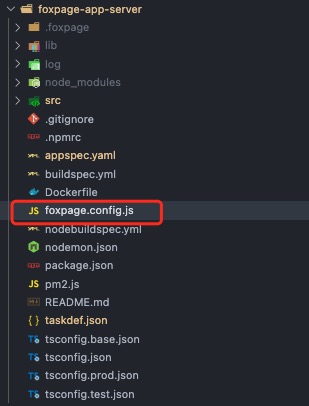 foxpage-app-server
.foxpage
lib
log
node_modules
src
.gitignore
.npmrc
appspec.yaml
buildspec.yml
Dockerfile
JS foxpage.config.js
nodebuildspec.yml
nodemon.json
package.json
JS pm2.js
README.md
{} taskdef.json
TS tsconfig.base.json
TS tsconfig.json
TS tsconfig.prod.json
TS tsconfig.test.json